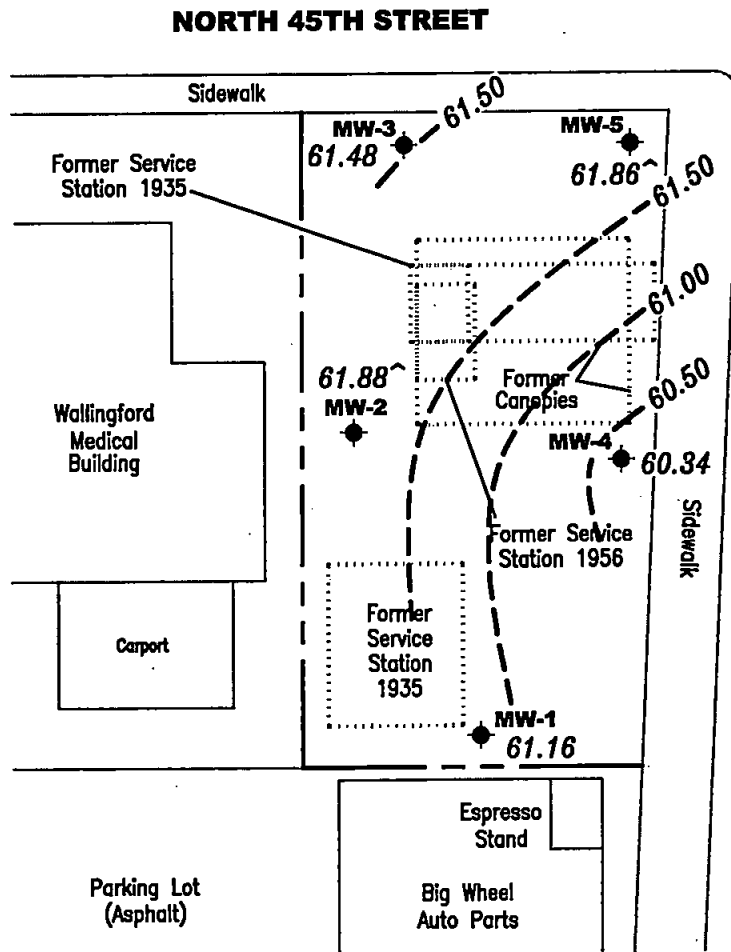 NORTH 45TH STREET
Sidewalk
61.50
MW-3
61.48
MW-5
61.86^
Former Service
Station 1935
61.50
61.00
61.88^
MW-2
Former
Canopies
60.50
Wallingford
Medical
Building
MW-4
60.34
Sidewalk
Former Service
Station 1956
Former
Service
Station
1935
Carport
MW-1
61.16
Espresso
Stand
Parking Lot
(Asphalt)
Big Wheel
Auto Parts